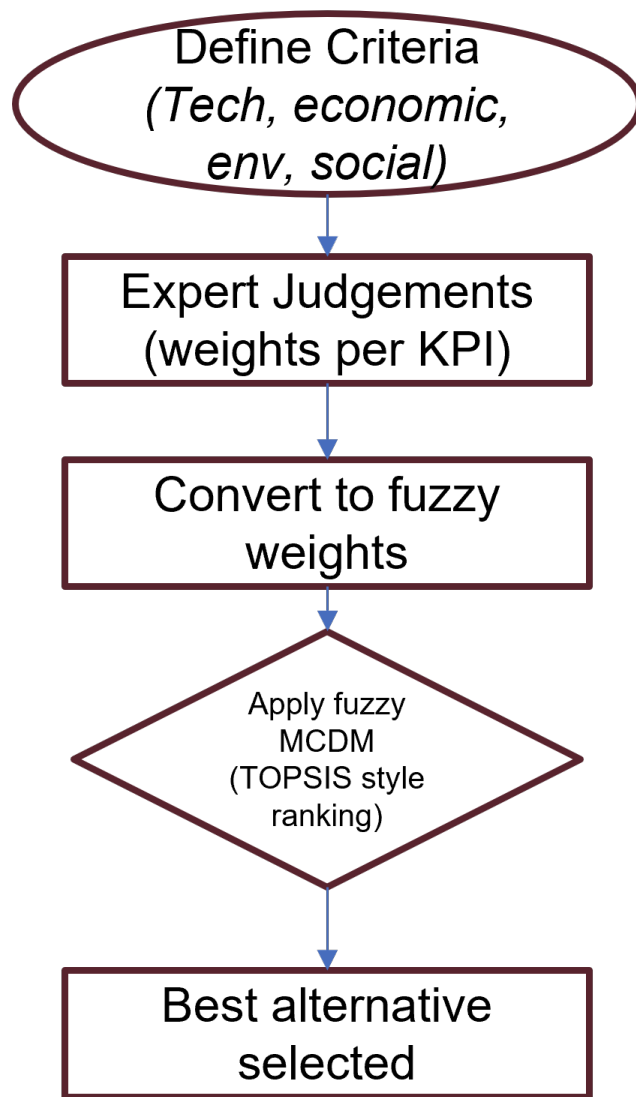 Define Criteria
(Tech, economic,
env, social)
Expert Judgements
(weights per KPI)
Convert to fuzzy
weights
Apply fuzzy
MCDM
(TOPSIS style
ranking)
Best alternative
selected